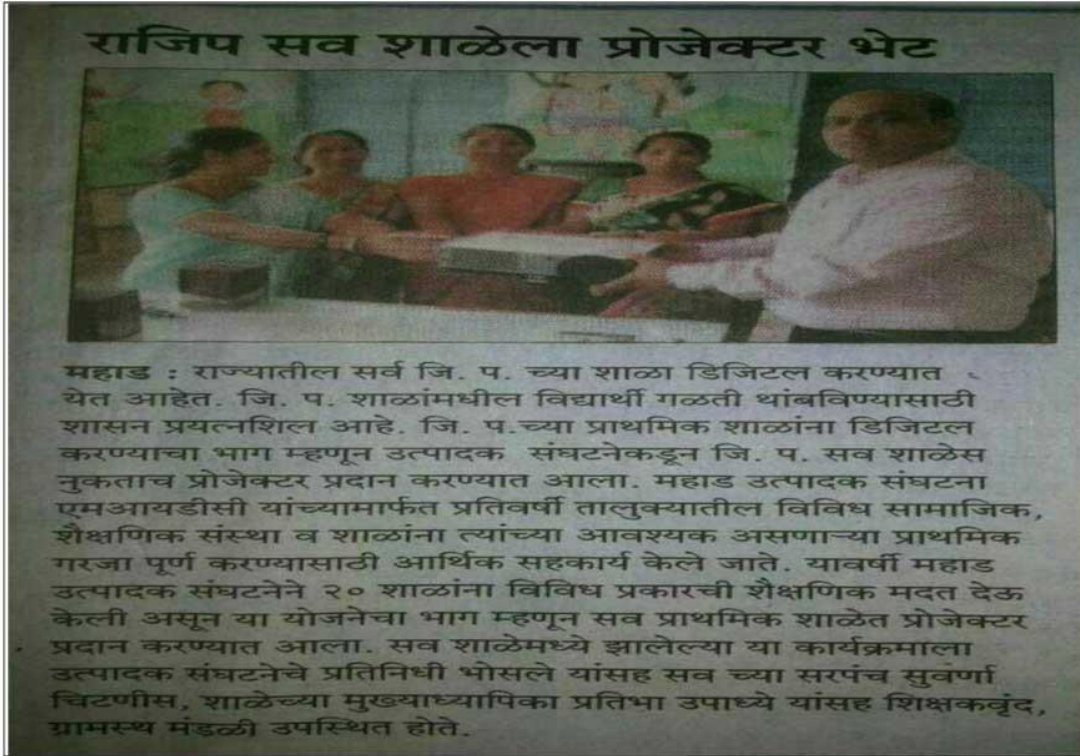 राजिप सव शाळेला प्रोजेक्टर भेट
महाड : राज्यातील सर्व जि. प. च्या शाळा डिजिटल करण्यात
येत आहेत. जि. प. शाळांमधील विद्यार्थी गळती थांबविण्यासाठी
शासन प्रयत्नशिल आहे. जि. प.च्या प्राथमिक शाळांना डिजिटल
करण्याचा भाग म्हणून उत्पादक संघटनेकडून जि. प. सव शाळेस
नुकताच प्रोजेक्टर प्रदान करण्यात आला. महाड उत्पादक संघटना
एमआयडीसी यांच्यामार्फत प्रतिवर्षी तालुक्यातील विविध सामाजिक,
शैक्षणिक संस्था व शाळांना त्यांच्या आवश्यक असणाऱ्या प्राथमिक
गरजा पूर्ण करण्यासाठी आर्थिक सहकार्य केले जाते. यावर्षी महाड
उत्पादक संघटनेने २० शाळांना विविध प्रकारची शैक्षणिक मदत देऊ
केली असून या योजनेचा भाग म्हणून सव प्राथमिक शाळेत प्रोजेक्टर
प्रदान करण्यात आला. सव शाळेमध्ये झालेल्या या कार्यक्रमाला
उत्पादक संघटनेचे प्रतिनिधी भोसले यांसह सव च्या सरपंच सुवर्णा
चिटणीस, शाळेच्या मुख्याध्यापिका प्रतिभा उपाध्ये यांसह शिक्षकवृंद,
ग्रामस्थ मंडळी उपस्थित होते.